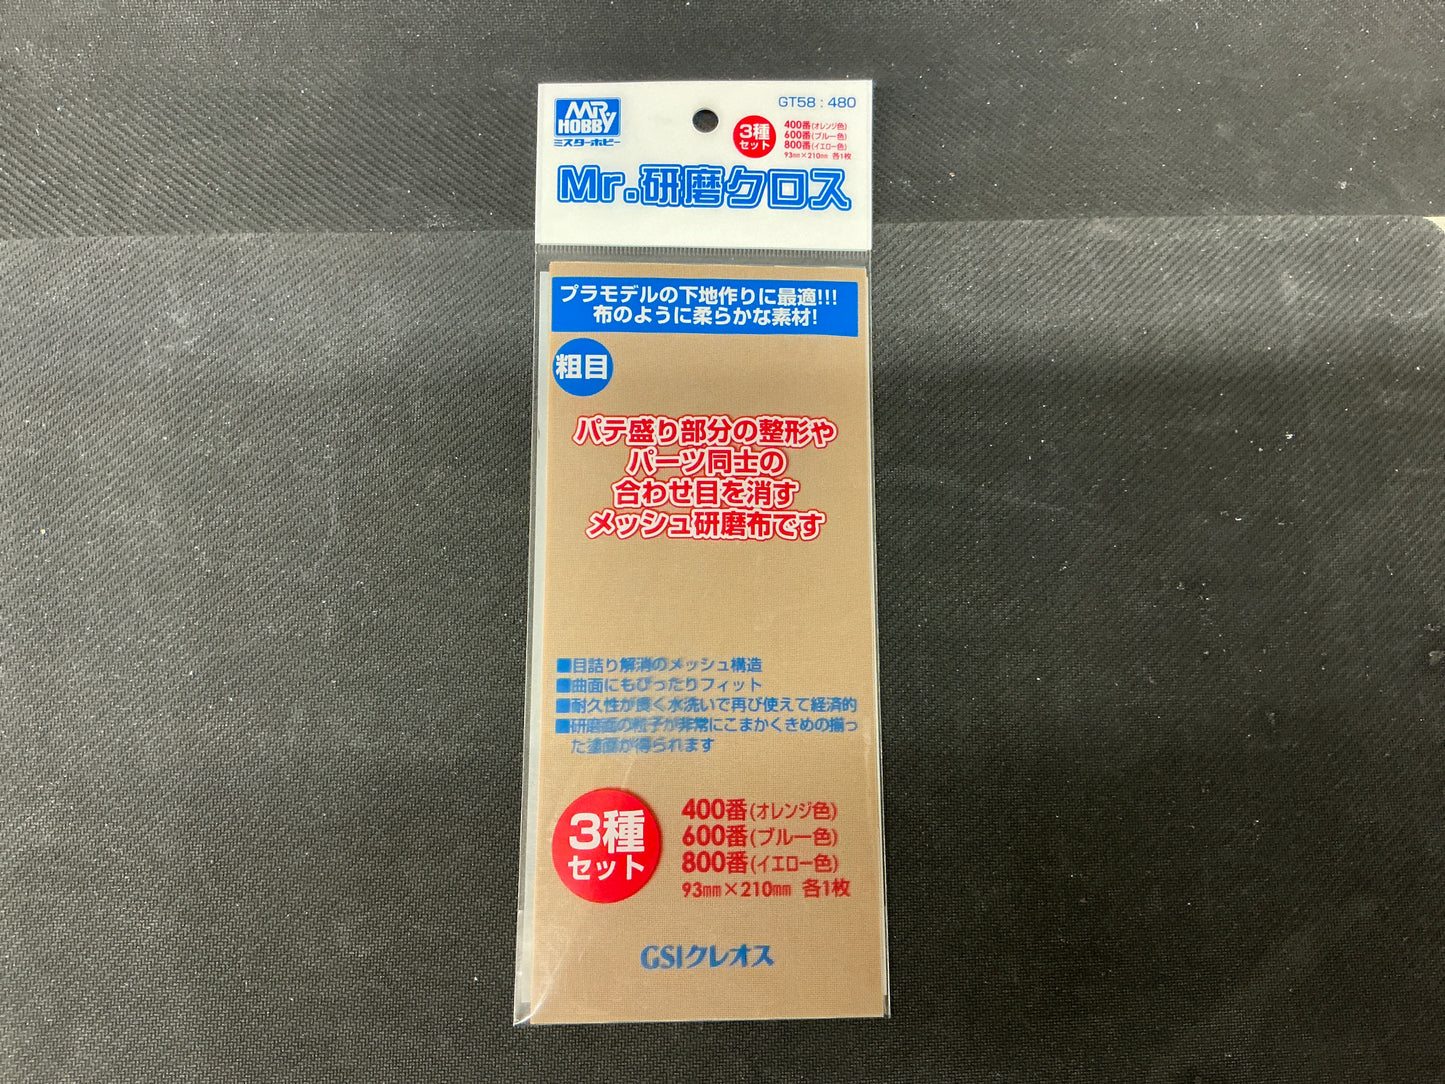 MR.
HOBBY
ミスターホビー
GT58 : 480
3種
セット
400番(オレンジ色)
600番(ブルー色)
800番(イエロー色)
93mm×210mm 各1枚
Mr.研磨クロス
プラモデルの下地作りに最適!!!
布のように柔らかな素材!
粗目
パテ盛り部分の整形や
パーツ同士の
合わせ目を消す
メッシュ研磨布です
■目詰り解消のメッシュ構造
■曲面にもぴったりフィット
■耐久性が良く水洗いで再び使えて経済的
■研磨面の粒子が非常にこまかくきめの揃っ
た塗面が得られます
3種
セット
400番(オレンジ色)
600番(ブルー色)
800番(イエロー色)
93mm×210mm 各1枚
GSIクレオス